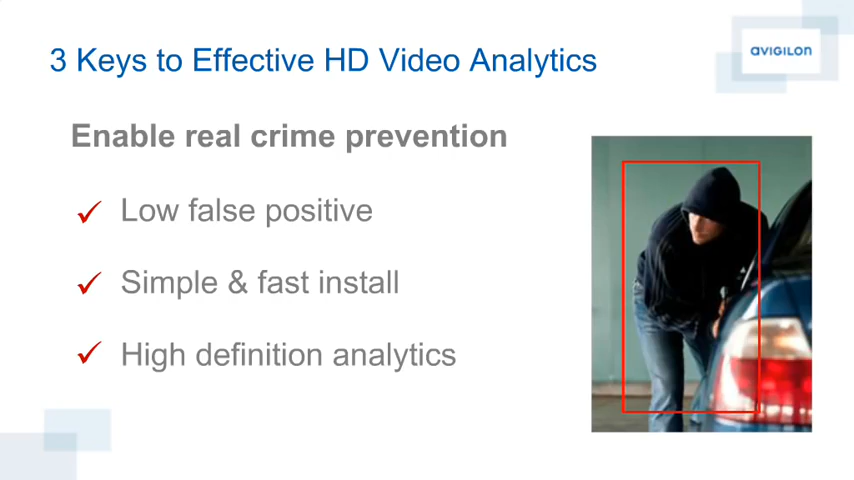 3 Keys to Effective HD Video Analytics
aVIGILON
Enable real crime prevention
Low false positive
Simple & fast install
High definition analytics